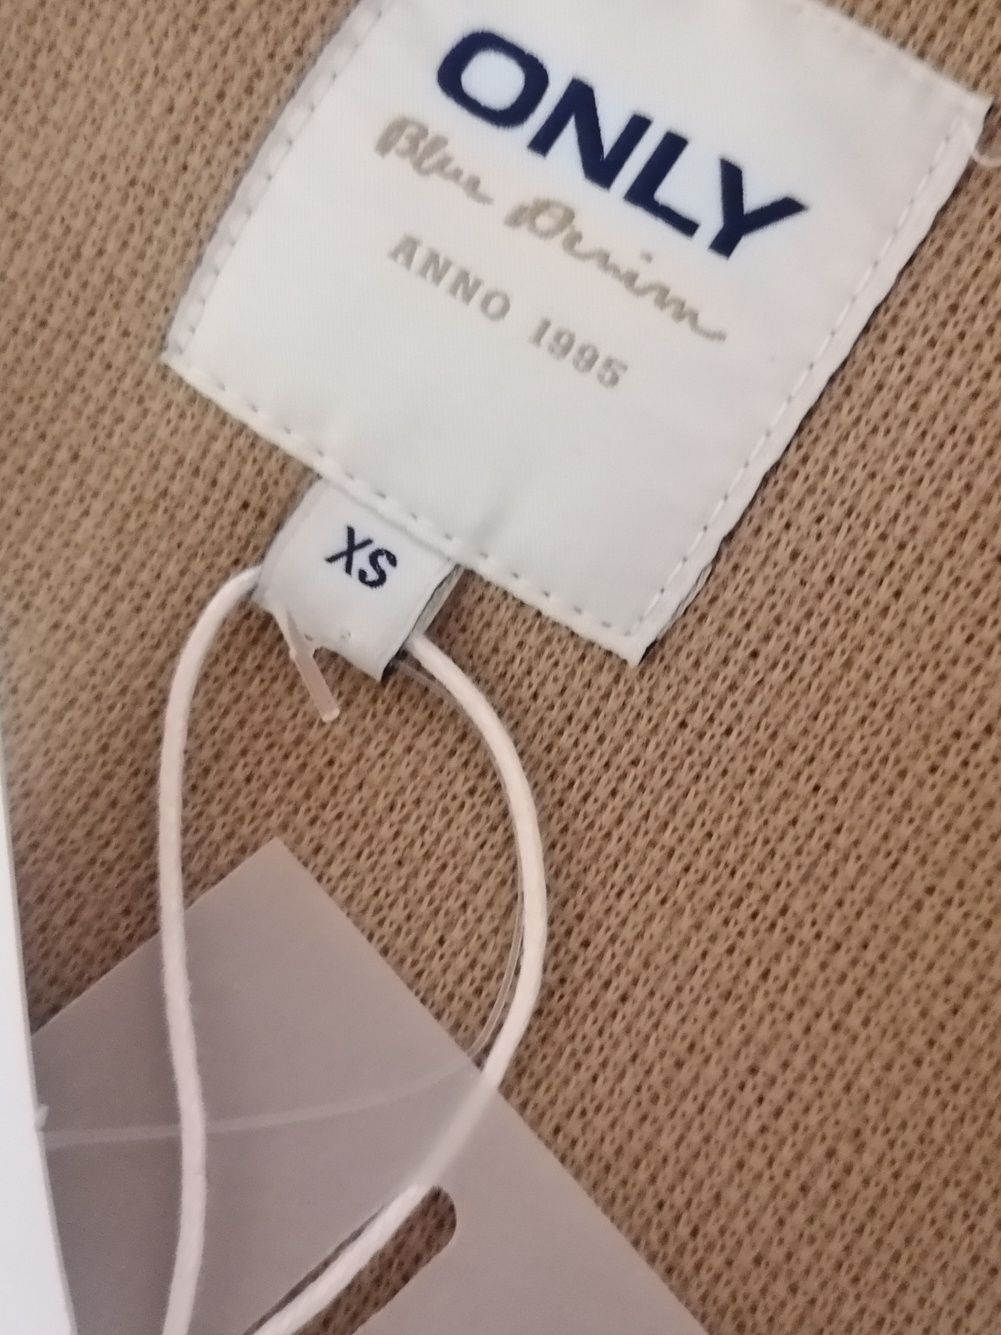 ONLY
Blue Denim
ANNO 1995
XS